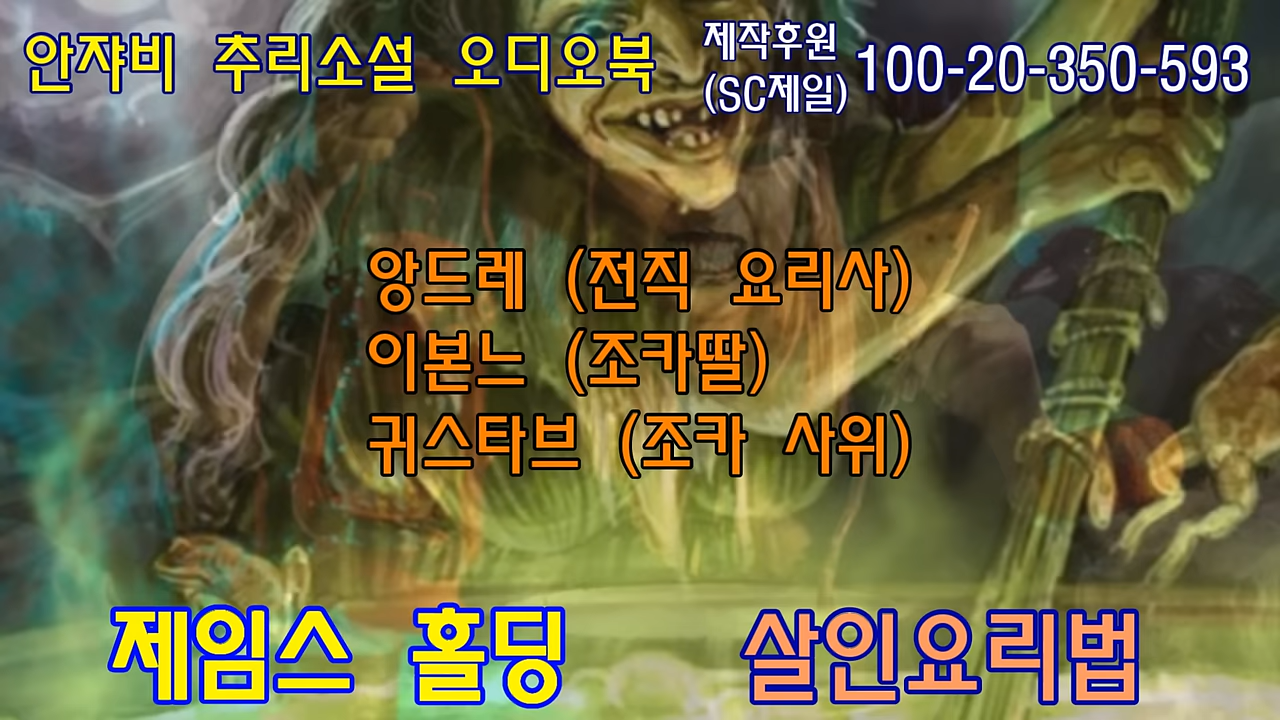 안쟈비 추리소설 오디오북
제작후원
(SC제일) 100-20-350-593
앙드레 (전직 요리사)
이본느 (조카딸)
귀스타브 (조카 사위)
제임스 홀딩 살인요리법